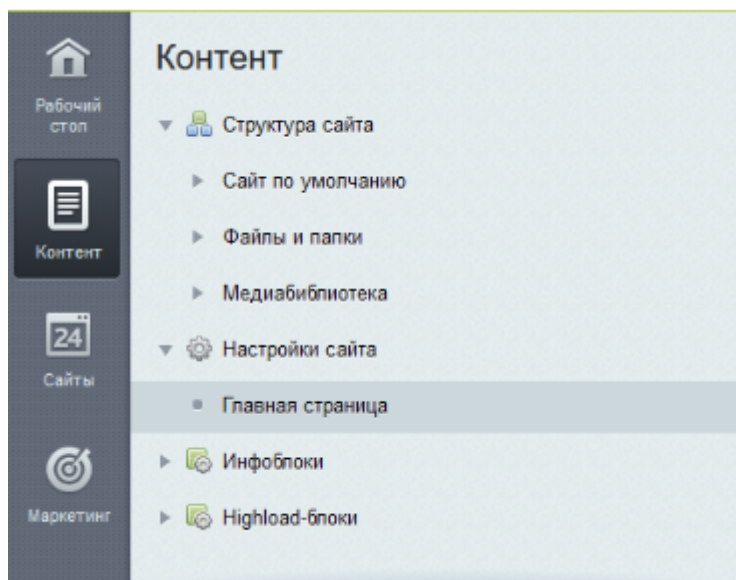 Рабочий
стол
Контент
24
Сайты
Маркетинг
Контент
Структура сайта
Сайт по умолчанию
Файлы и папки
Медиабиблиотека
Настройки сайта
Главная страница
Инфоблоки
Highload-блоки